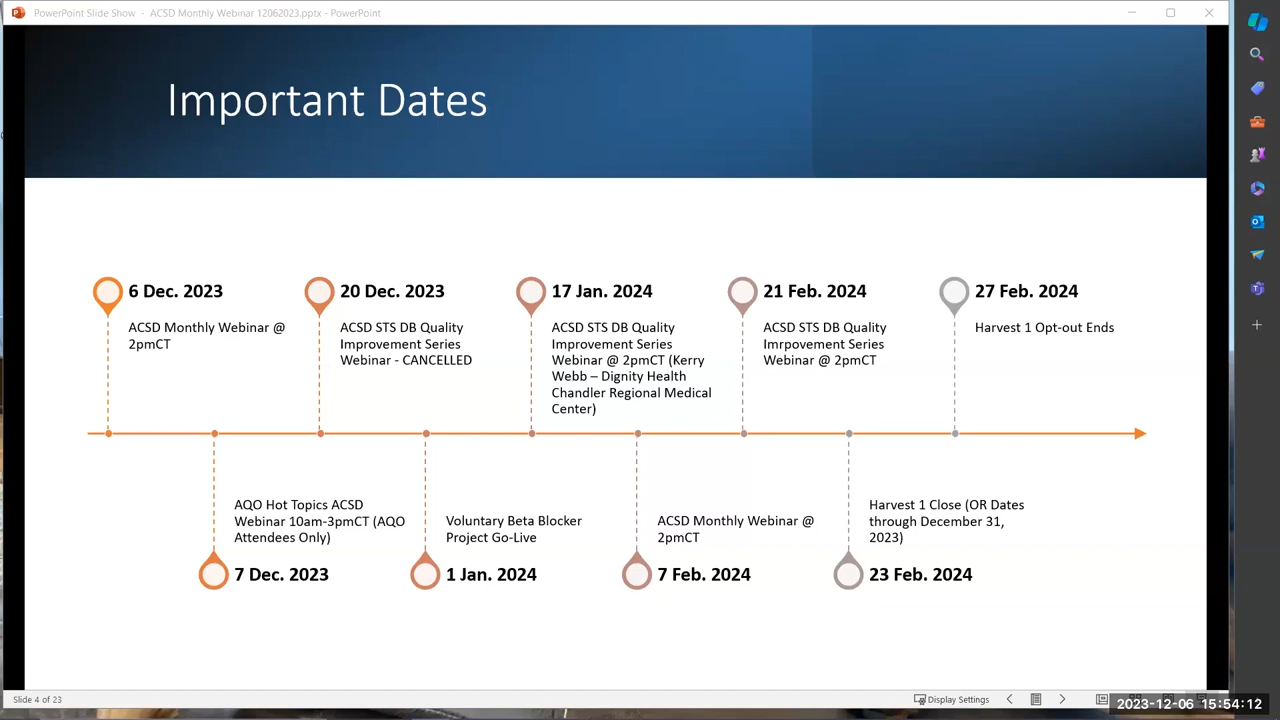 PowerPoint Slide Show - ACSD Monthly Webinar 12062023.pptx - PowerPoint
Important Dates
6 Dec. 2023
ACSD Monthly Webinar @
2pmCT
20 Dec. 2023
ACSD STS DB Quality
Improvement Series
Webinar - CANCELLED
17 Jan. 2024
ACSD STS DB Quality
Improvement Series
Webinar @ 2pmCT (Kerry
Webb – Dignity Health
Chandler Regional Medical
Center)
21 Feb. 2024
ACSD STS DB Quality
Imrpovement Series
Webinar @ 2pmCT
27 Feb. 2024
Harvest 1 Opt-out Ends
AQO Hot Topics ACSD
Webinar 10am-3pmCT (AQO
Attendees Only)
7 Dec. 2023
Voluntary Beta Blocker
Project Go-Live
1 Jan. 2024
ACSD Monthly Webinar @
2pmCT
7 Feb. 2024
Harvest 1 Close (OR Dates
through December 31,
2023)
23 Feb. 2024
Slide 4 of 23
Display Settings
2023-12-06 15:54:12